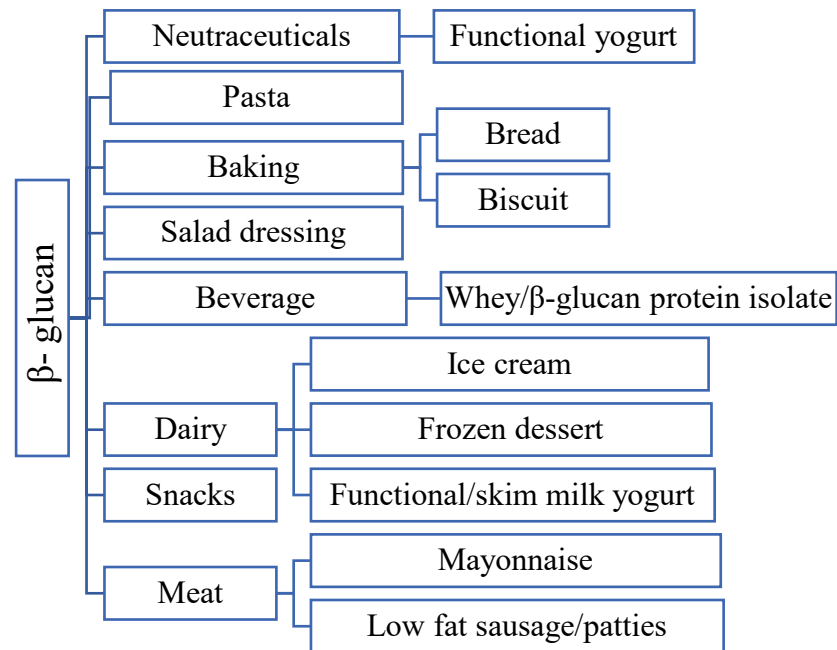 β- glucan
Neutraceuticals
Functional yogurt
Pasta
Baking
Bread
Biscuit
Salad dressing
Beverage
Whey/β-glucan protein isolate
Dairy
Ice cream
Frozen dessert
Functional/skim milk yogurt
Snacks
Meat
Mayonnaise
Low fat sausage/patties